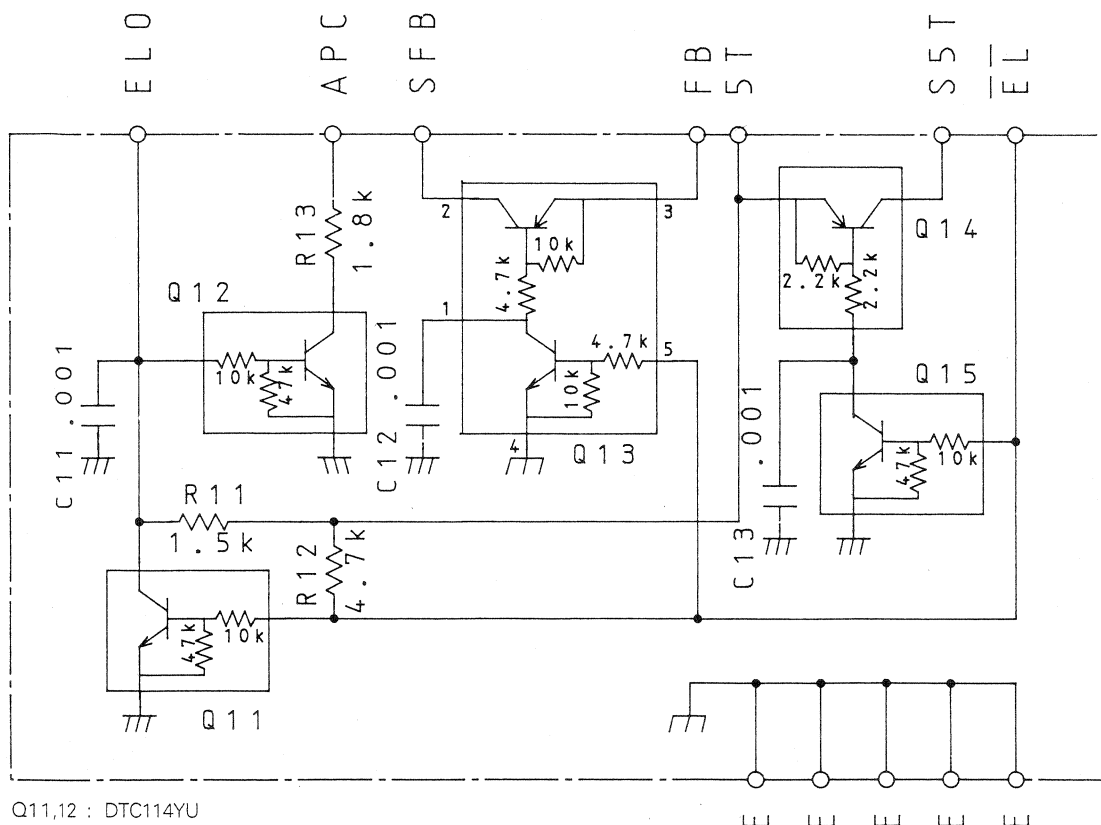 ELO
APC
SFB
FB
5T
S5T
EL
R13
1.8k
2
3
Q14
10k
4.7k
2.2k
2.2k
Q12
1
4.7k
5
C11 .001
10k
47k
C12 .001
10k
4
Q13
Q15
10k
47k
C13 .001
R11
1.5k
R12
4.7k
10k
47k
Q11
E
E
E
E
E
Q11,12 : DTC114YU